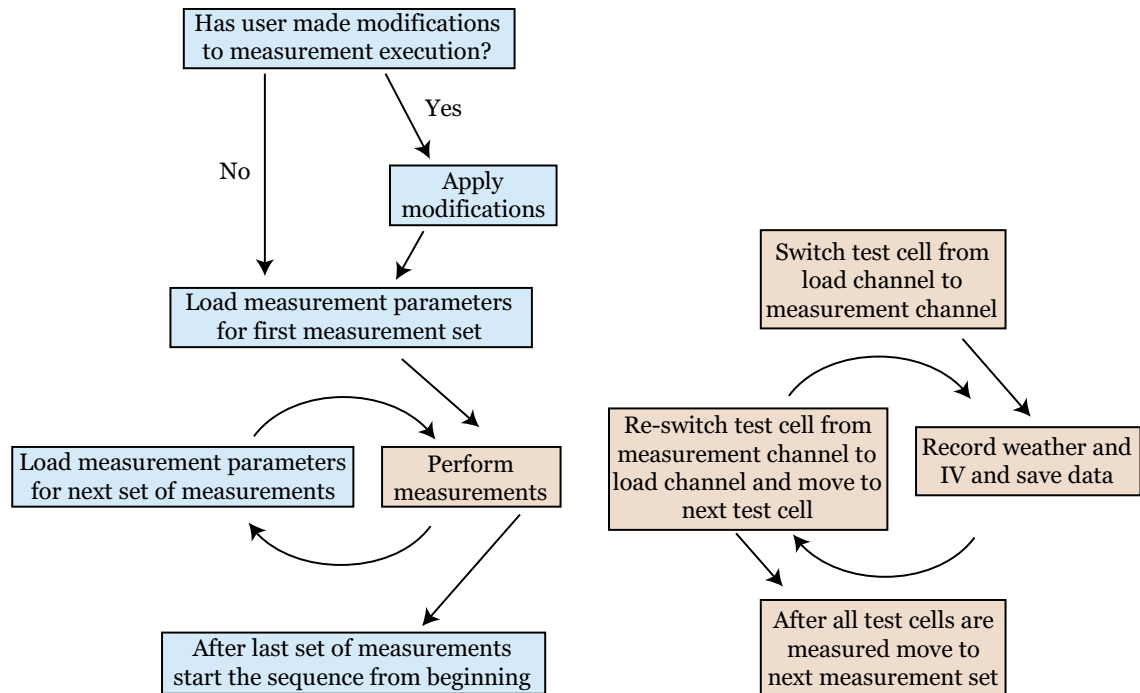 Has user made modifications
to measurement execution?
Yes
No
Apply
modifications
Load measurement parameters
for first measurement set
Load measurement parameters
for next set of measurements
Perform
measurements
After last set of measurements
start the sequence from beginning
Switch test cell from
load channel to
measurement channel
Re-switch test cell from
measurement channel to
load channel and move to
next test cell
Record weather and
IV and save data
After all test cells are
measured move to
next measurement set